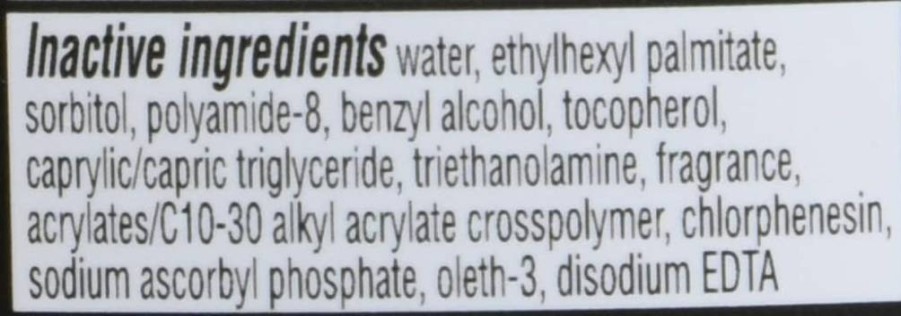 Inactive ingredients water, ethylhexyl palmitate,
sorbitol, polyamide-8, benzyl alcohol, tocopherol,
caprylic/capric triglyceride, triethanolamine, fragrance,
acrylates/C10-30 alkyl acrylate crosspolymer, chlorphenesin,
sodium ascorbyl phosphate, oleth-3, disodium EDTA